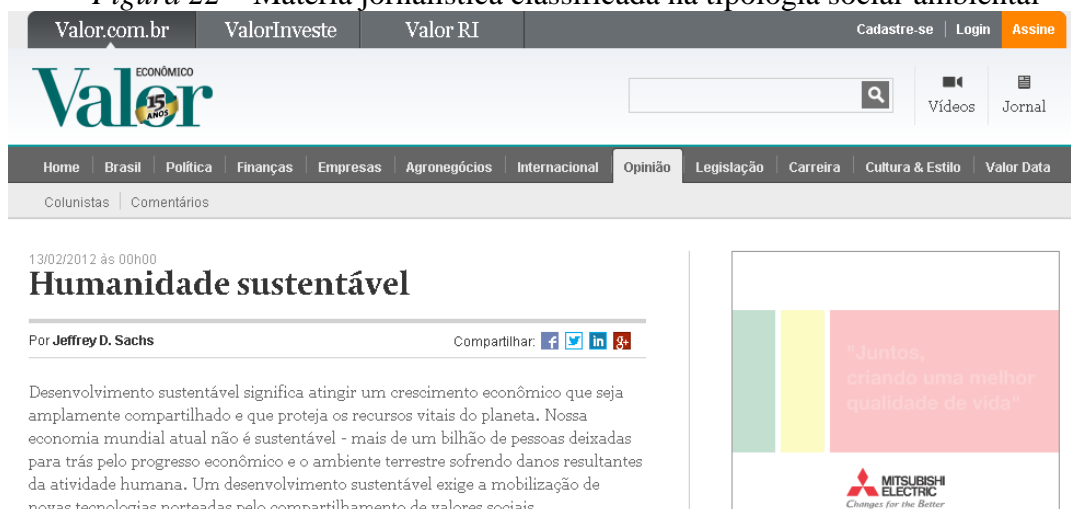 Figura 22 – Matéria jornalística classificada na tipologia social ambiental
Valor.com.br ValorInveste Valor RI Cadastre-se Login Assine
Valor ECONÔMICO 15 ANOS
Vídeos Jornal
Home Brasil Política Finanças Empresas Agronegócios Internacional Opinião Legislação Carreira Cultura & Estilo Valor Data
Colunistas Comentários
13/02/2012 às 00h00
Humanidade sustentável
Por Jeffrey D. Sachs Compartilhar:
Desenvolvimento sustentável significa atingir um crescimento econômico que seja
amplamente compartilhado e que proteja os recursos vitais do planeta. Nossa
economia mundial atual não é sustentável - mais de um bilhão de pessoas deixadas
para trás pelo progresso econômico e o ambiente terrestre sofrendo danos resultantes
da atividade humana. Um desenvolvimento sustentável exige a mobilização de
novas tecnologias norteadas pelo compartilhamento de valores sociais
"Juntos,
criando uma melhor
qualidade de vida"
MITSUBISHI
ELECTRIC
Changes for the Better